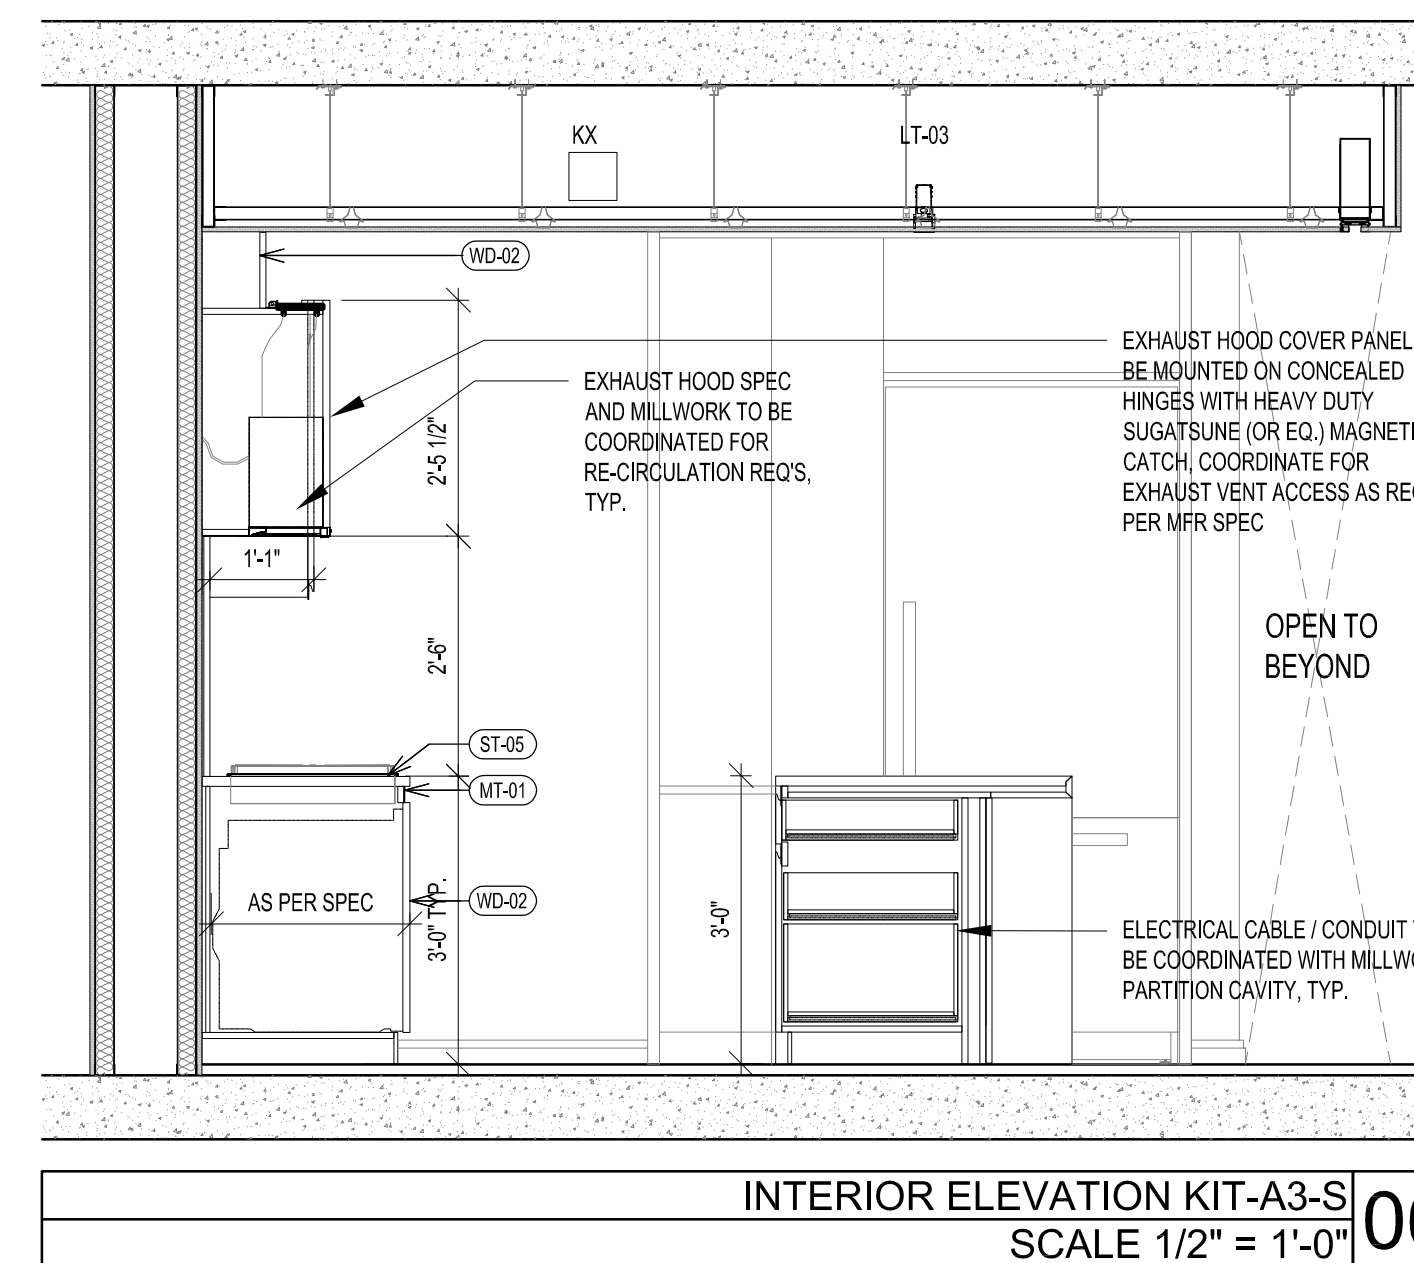 KX
LT-03
WD-02
EXHAUST HOOD COVER PANEL
BE MOUNTED ON CONCEALED
HINGES WITH HEAVY DUTY
SUGATSUNE (OR EQ.) MAGNETI
CATCH, COORDINATE FOR
EXHAUST VENT ACCESS AS
PER MFR SPEC
EXHAUST HOOD SPEC
AND MILLWORK TO BE
COORDINATED FOR
RE-CIRCULATION REQ'S,
TYP.
2'-5 1/2"
1'-1"
2'-6"
OPEN TO
BEYOND
ST-05
MT-01
AS PER SPEC
WD-02
3'-0" TYP.
3'-0"
ELECTRICAL CABLE / CONDUIT
BE COORDINATED WITH
PARTITION CAVITY, TYP.
INTERIOR ELEVATION KIT-A3-S
SCALE 1/2" = 1'-0"